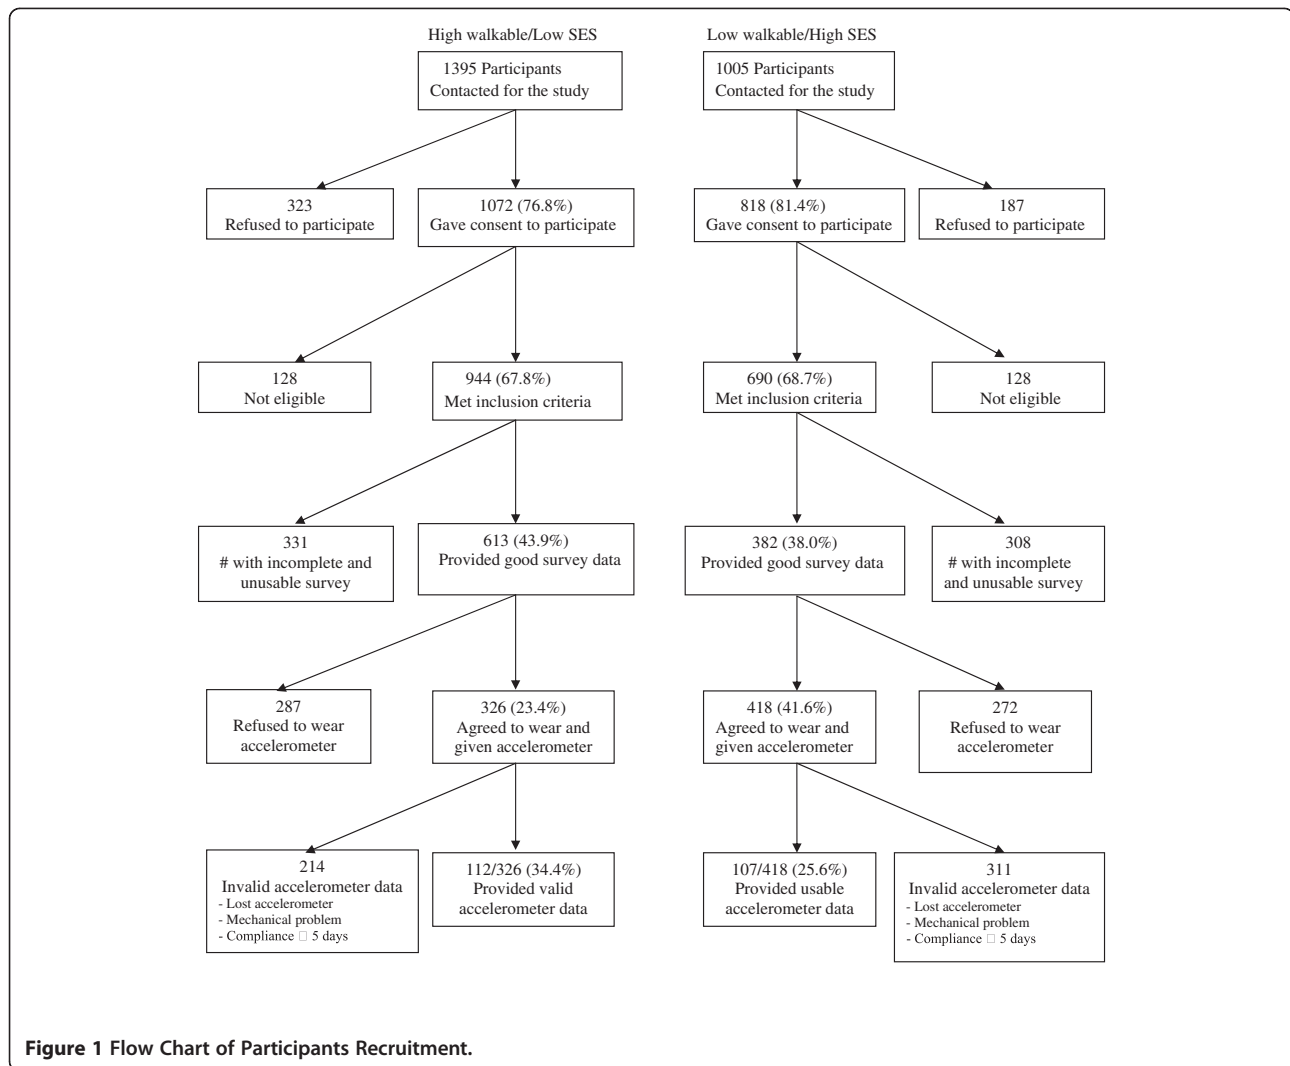 High walkable/Low SES
Low walkable/High SES
1395 Participants
Contacted for the study
1005 Participants
Contacted for the study
323
Refused to participate
1072 (76.8%)
Gave consent to participate
818 (81.4%)
Gave consent to participate
187
Refused to participate
128
Not eligible
944 (67.8%)
Met inclusion criteria
690 (68.7%)
Met inclusion criteria
128
Not eligible
331
# with incomplete and
unusable survey
613 (43.9%)
Provided good survey data
382 (38.0%)
Provided good survey data
308
# with incomplete
and unusable survey
287
Refused to wear
accelerometer
326 (23.4%)
Agreed to wear and
given accelerometer
418 (41.6%)
Agreed to wear and
given accelerometer
272
Refused to wear
accelerometer
214
Invalid accelerometer data
- Lost accelerometer
- Mechanical problem
- Compliance □ 5 days
112/326 (34.4%)
Provided valid
accelerometer data
107/418 (25.6%)
Provided usable
accelerometer data
311
Invalid accelerometer data
- Lost accelerometer
- Mechanical problem
- Compliance □ 5 days
Figure 1 Flow Chart of Participants Recruitment.